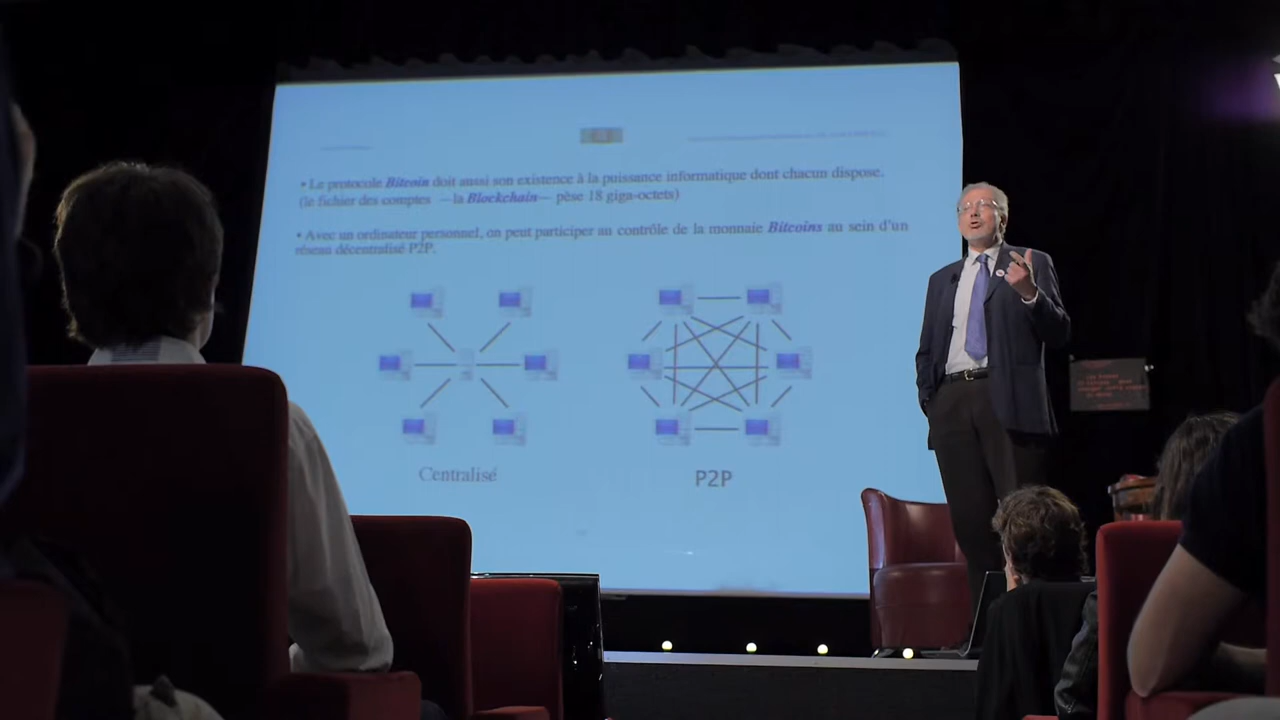 • Le protocole Bitcoin doit aussi son existence à la puissance informatique dont chacun dispose.
(le fichier des comptes —la Blockchain— pèse 18 giga-octets)
• Avec un ordinateur personnel, on peut participer au contrôle de la monnaie Bitcoins au sein d'un
réseau décentralisé P2P.
Centralisé
P2P